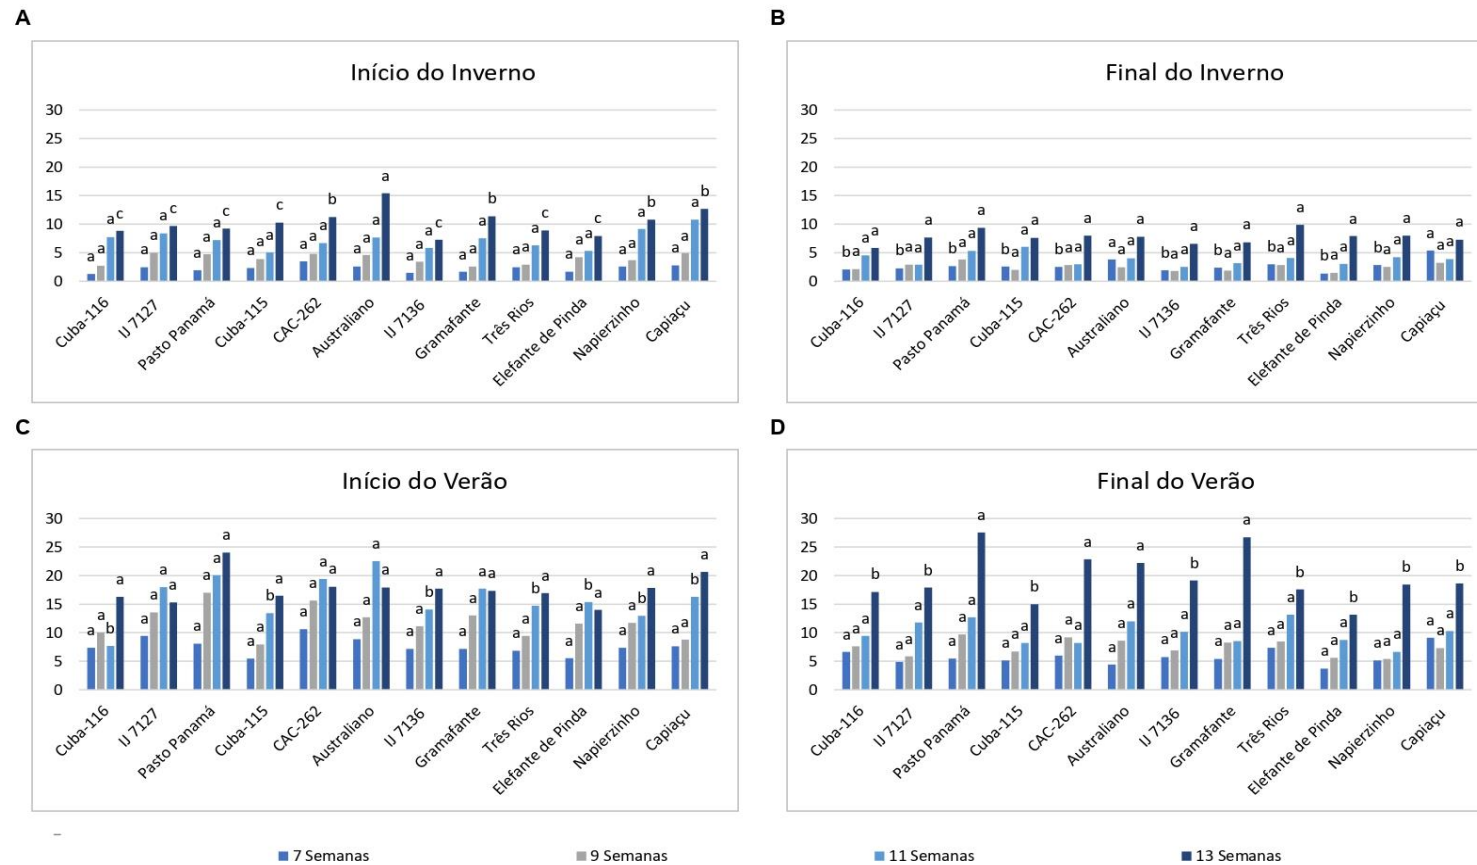 A
B
Início do Inverno
30
25
20
15
10
5
0
a a a c
a a a c
a a a c
a a a c
a a a b
a a a a
a a a c
a a a b
a a a c
a a a c
a a a b
a a a b
Cuba-116
IJ 7127
Pasto Panamá
Cuba-115
CAC-262
Australiano
IJ 7136
Gramafante
Três Rios
Elefante de Pinda
Napierzinho
Capiaçu
Final do Inverno
30
25
20
15
10
5
0
b a a a
b a a a
b a a a
b a a a
b a a a
a a a a
b a a a
b a a a
b a a a
b a a a
b a a a
a a a a
Cuba-116
IJ 7127
Pasto Panamá
Cuba-115
CAC-262
Australiano
IJ 7136
Gramafante
Três Rios
Elefante de Pinda
Napierzinho
Capiaçu
C
D
Início do Verão
30
25
20
15
10
5
0
a a b a
a a a a
a a a a
a a b a
a a a a
a a a a
a a b a
a a a a
a a b a
a a b a
a a b a
a a b a
Cuba-116
IJ 7127
Pasto Panamá
Cuba-115
CAC-262
Australiano
IJ 7136
Gramafante
Três Rios
Elefante de Pinda
Napierzinho
Capiaçu
Final do Verão
30
25
20
15
10
5
0
a a a b
a a a b
a a a a
a a a b
a a a a
a a a a
a a a b
a a a a
a a a b
a a a b
a a a b
a a a b
Cuba-116
IJ 7127
Pasto Panamá
Cuba-115
CAC-262
Australiano
IJ 7136
Gramafante
Três Rios
Elefante de Pinda
Napierzinho
Capiaçu
7 Semanas
9 Semanas
11 Semanas
13 Semanas